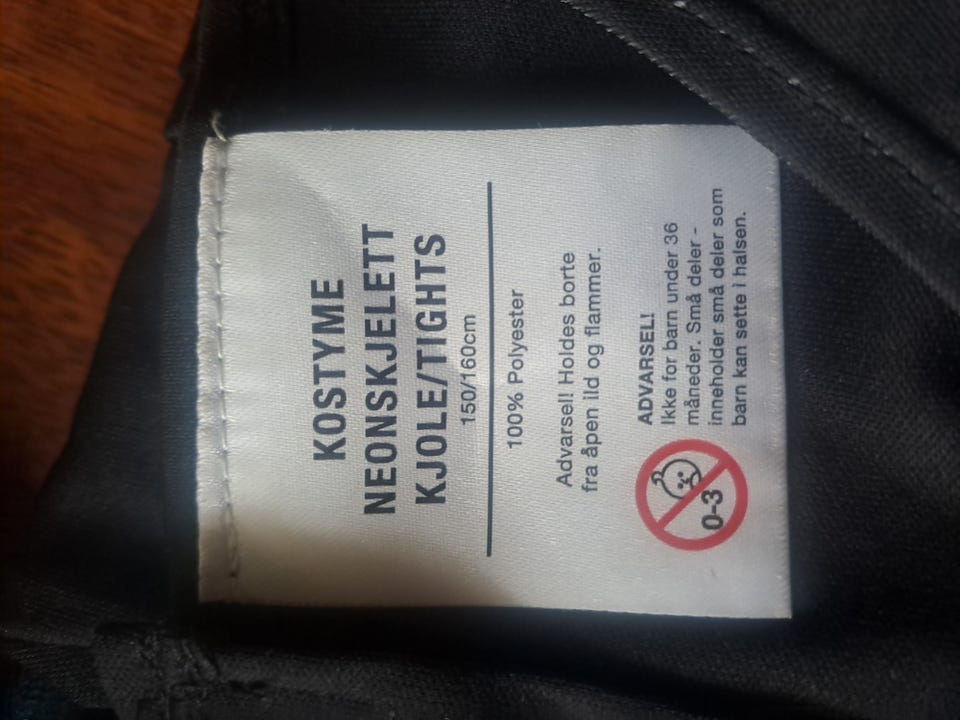 KOSTYME
NEONSKJELETT
KJOLE/TIGHTS
150/160cm
100% Polyester
Advarsel! Holdes borte
fra åpen ild og flammer.
ADVARSEL!
Ikke for barn under 36
måneder. Små deler -
inneholder små deler som
barn kan sette i halsen.
0-3